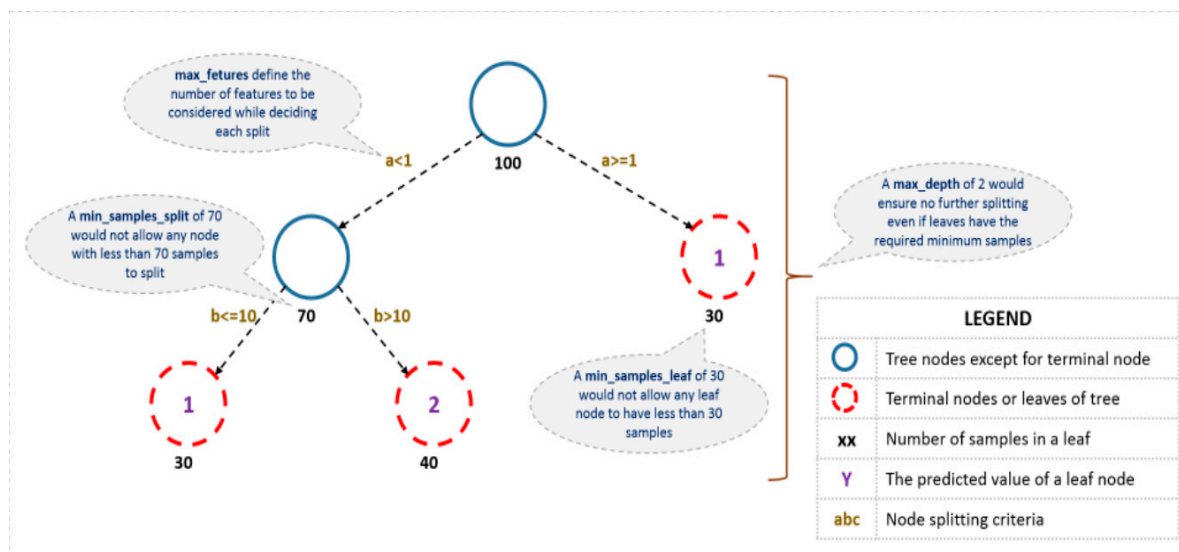 max_fetures define the
number of features to be
considered while deciding
each split
100
a<1
a>=1
A max_depth of 2 would
ensure no further splitting
even if leaves have the
required minimum samples
A min_samples_split of 70
would not allow any node
with less than 70 samples
to split
1
b<=10
70
b>10
30
A min_samples_leaf of 30
would not allow any leaf
node to have less than 30
samples
1
2
30
40
LEGEND
Tree nodes except for terminal node
Terminal nodes or leaves of tree
xx Number of samples in a leaf
Y The predicted value of a leaf node
abc Node splitting criteria